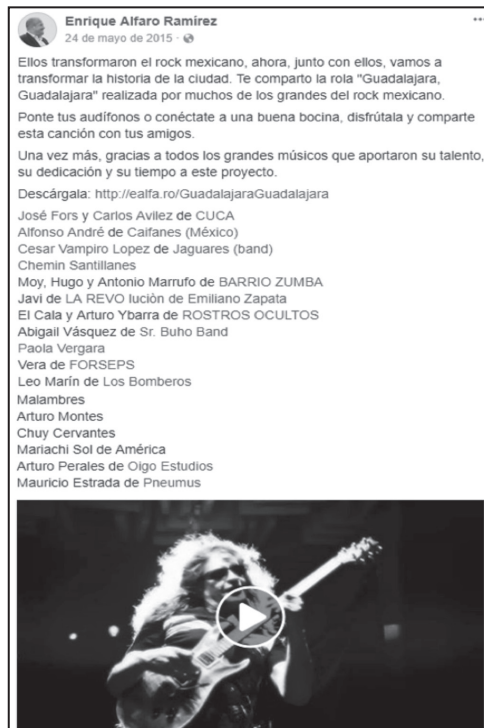 Enrique Alfaro Ramírez
24 de mayo de 2015 ·
Ellos transformaron el rock mexicano, ahora, junto con ellos, vamos a
transformar la historia de la ciudad. Te comparto la rola "Guadalajara,
Guadalajara" realizada por muchos de los grandes del rock mexicano.
Ponte tus audífonos o conéctate a una buena bocina, disfrútala y comparte
esta canción con tus amigos.
Una vez más, gracias a todos los grandes músicos que aportaron su talento,
su dedicación y su tiempo a este proyecto.
Descárgala: http://ealfa.ro/GuadalajaraGuadalajara
José Fors y Carlos Avilez de CUCA
Alfonso André de Caifanes (México)
Cesar Vampiro Lopez de Jaguares (band)
Chemin Santillanes
Moy, Hugo y Antonio Marrufo de BARRIO ZUMBA
Javi de LA REVO luciòn de Emiliano Zapata
El Cala y Arturo Ybarra de ROSTROS OCULTOS
Abigail Vásquez de Sr. Buho Band
Paola Vergara
Vera de FORSEPS
Leo Marín de Los Bomberos
Malambres
Arturo Montes
Chuy Cervantes
Mariachi Sol de América
Arturo Perales de Oigo Estudios
Mauricio Estrada de Pneumus